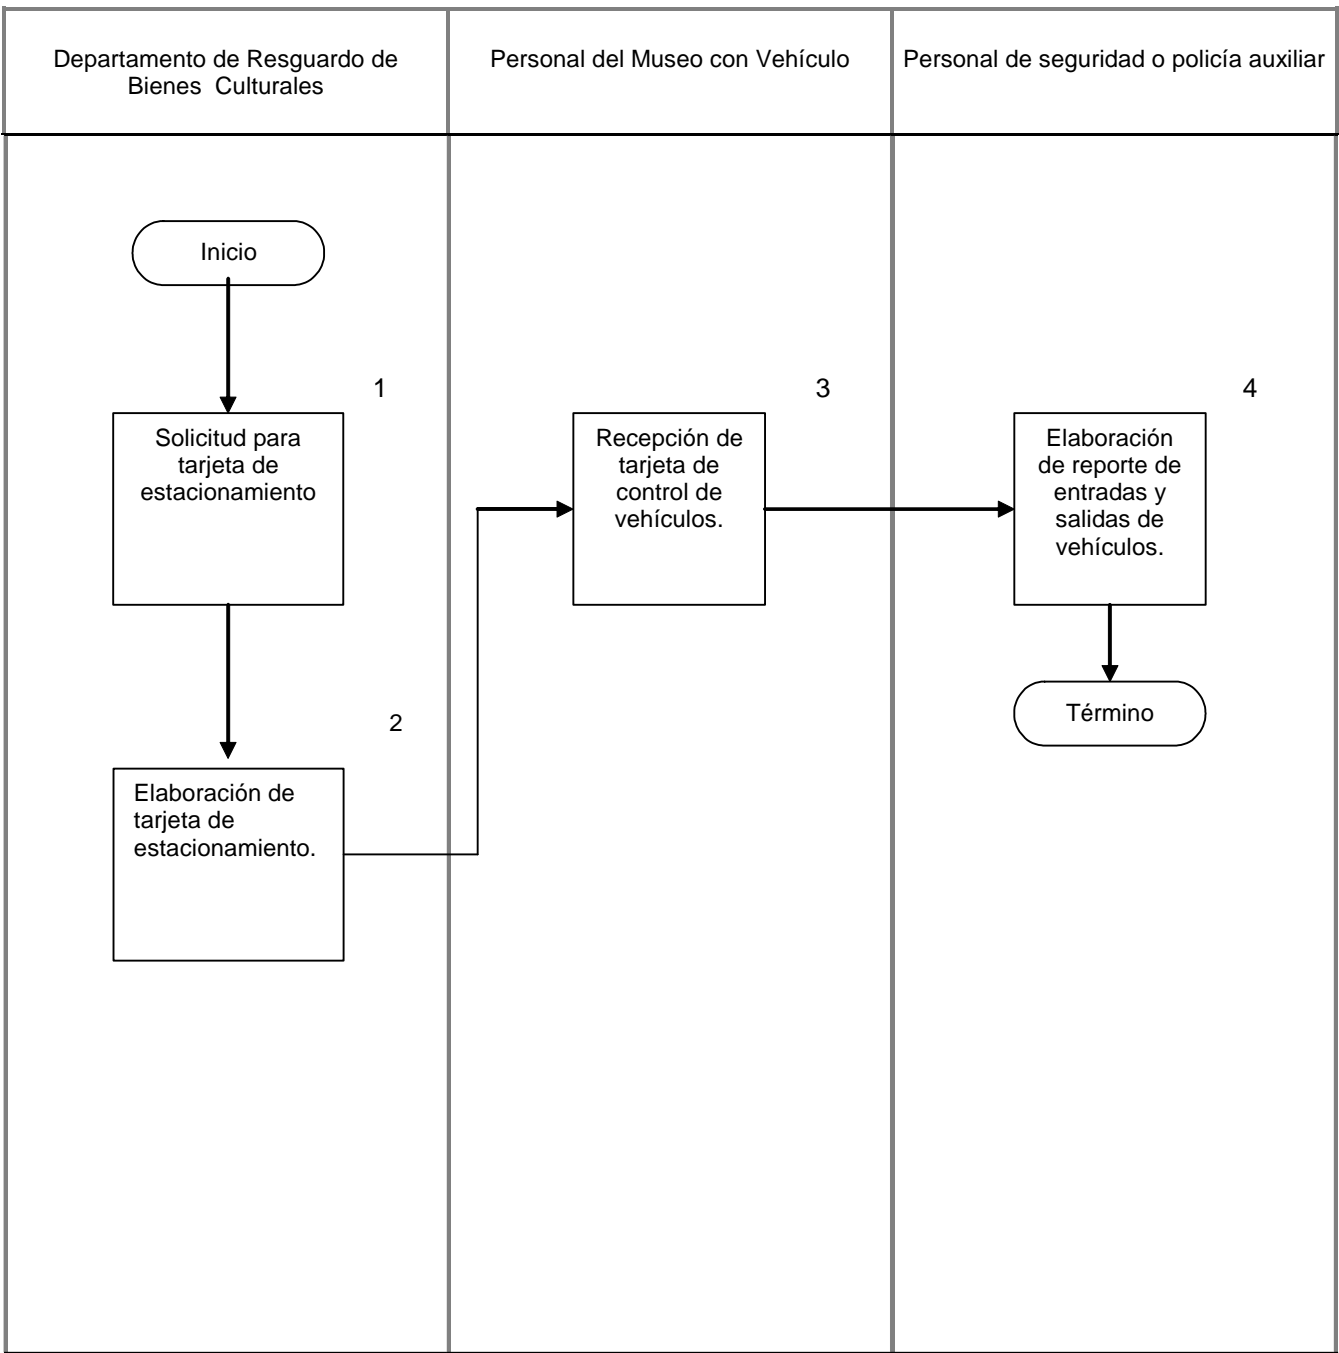 Departamento de Resguardo de
Bienes Culturales
Personal del Museo con Vehículo
Personal de seguridad o policía auxiliar
Inicio
1
Solicitud para
tarjeta de
estacionamiento
2
Elaboración de
tarjeta de
estacionamiento.
3
Recepción de
tarjeta de
control de
vehículos.
4
Elaboración
de reporte de
entradas y
salidas de
vehículos.
Término